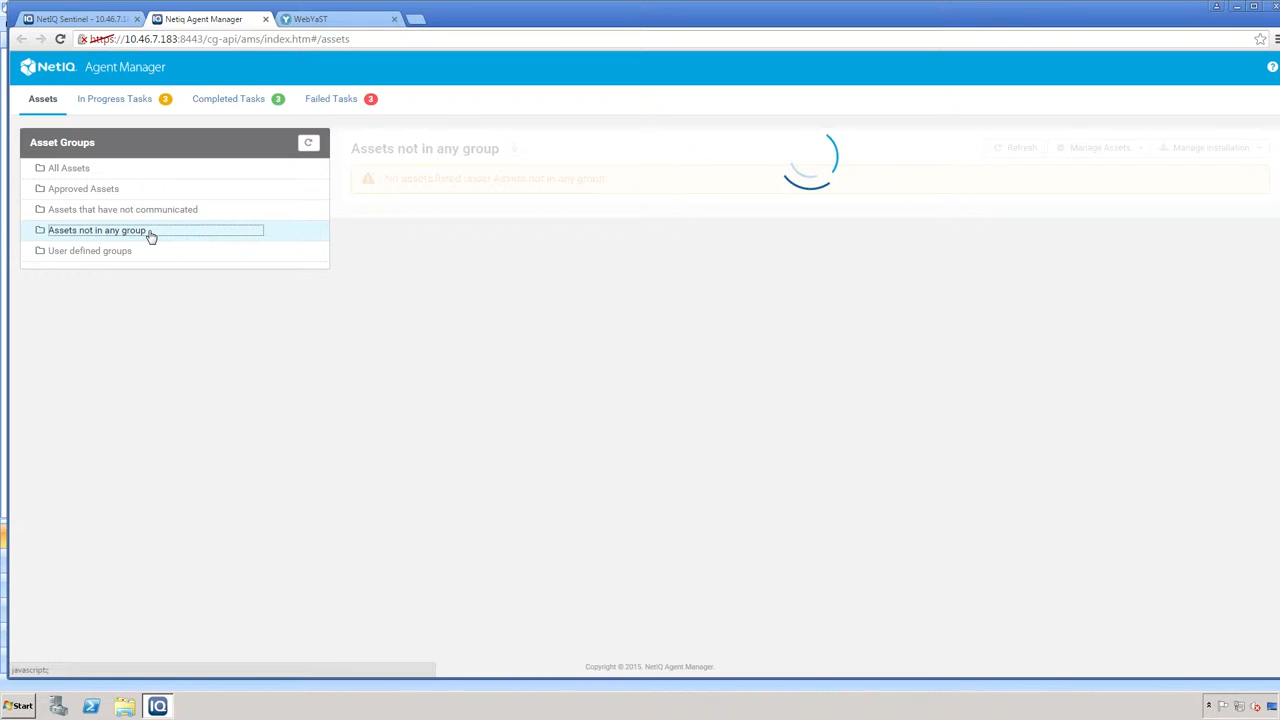 NetIQ Sentinel - 10.46.7.1
Netiq Agent Manager
WebYaST
https://10.46.7.183:8443/cg-api/ams/index.htm#/assets
NetIQ. Agent Manager
Assets
In Progress Tasks 3
Completed Tasks 3
Failed Tasks 3
Asset Groups
All Assets
Approved Assets
Assets that have not communicated
Assets not in any group
User defined groups
Assets not in any group
Refresh
Manage Assets
Manage Installation
No assets listed under Assets not in any group.
Copyright © 2015. NetIQ Agent Manager.
javascript:;
Start
IQ